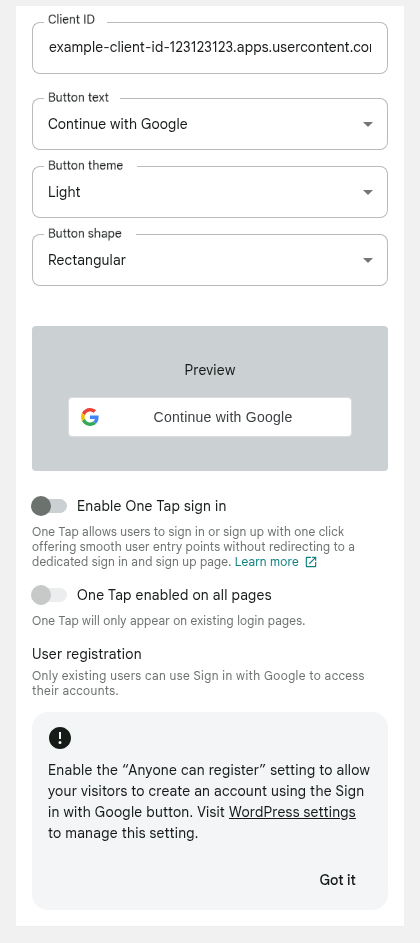 Client ID
example-client-id-123123123.apps.usercontent.co
Button text
Continue with Google
Button theme
Light
Button shape
Rectangular
Preview
Continue with Google
Enable One Tap sign in
One Tap allows users to sign in or sign up with one click
offering smooth user entry points without redirecting to a
dedicated sign in and sign up page. Learn more
One Tap enabled on all pages
One Tap will only appear on existing login pages.
User registration
Only existing users can use Sign in with Google to access
their accounts.
Enable the “Anyone can register” setting to allow
your visitors to create an account using the Sign
in with Google button. Visit WordPress settings
to manage this setting.
Got it